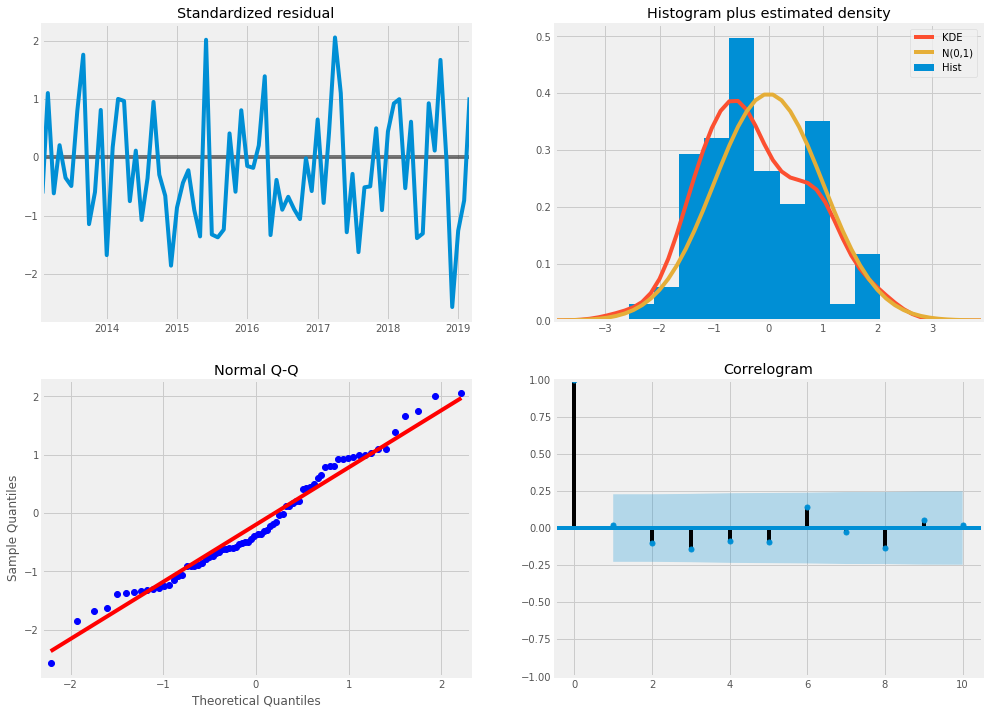 Standardized residual
2
1
0
−1
−2
2014 2015 2016 2017 2018 2019
Histogram plus estimated density
0.5
0.4
0.3
0.2
0.1
0.0
KDE
N(0,1)
Hist
−3 −2 −1 0 1 2 3
Normal Q-Q
Sample Quantiles
2
1
0
−1
−2
−2 −1 0 1 2
Theoretical Quantiles
Correlogram
1.00
0.75
0.50
0.25
0.00
−0.25
−0.50
−0.75
−1.00
0 2 4 6 8 10